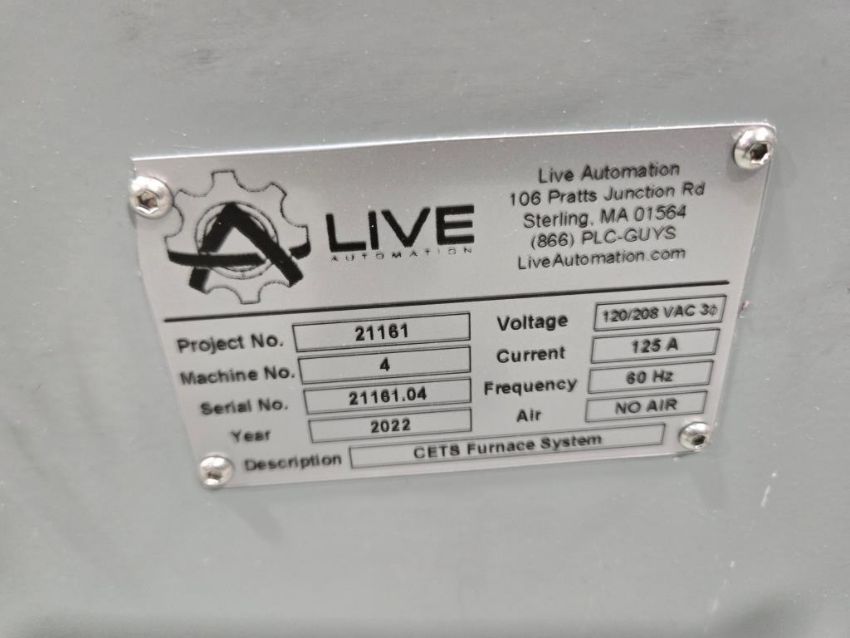 LIVE
AUTOMATION
Live Automation
106 Pratts Junction Rd
Sterling, MA 01564
(866) PLC-GUYS
LiveAutomation.com
Project No. 21161
Machine No. 4
Serial No. 21161.04
Year 2022
Voltage 120/208 VAC 3ϕ
Current 125 A
Frequency 60 Hz
Air NO AIR
Description CETS Furnace System